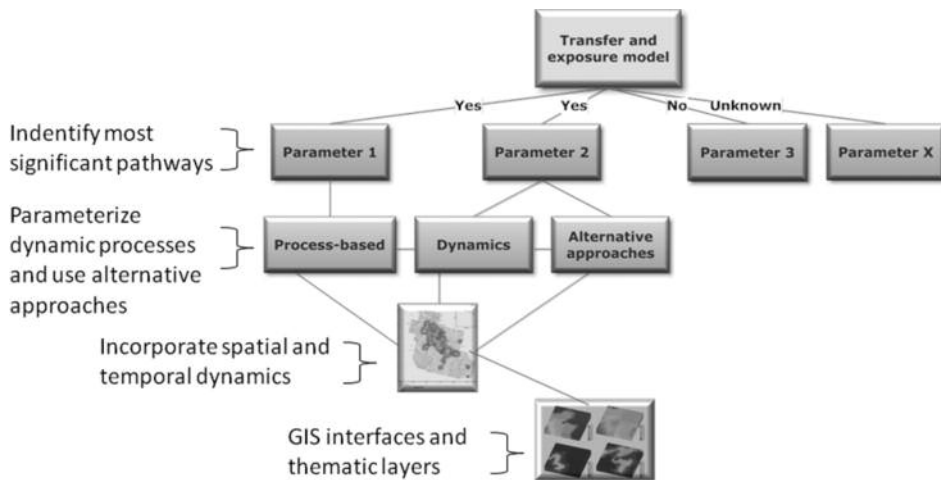 Transfer and
exposure model
Yes
Yes
No
Unknown
Indentify most
significant pathways
Parameter 1
Parameter 2
Parameter 3
Parameter X
Parameterize
dynamic processes
and use alternative
approaches
Process-based
Dynamics
Alternative
approaches
Incorporate spatial and
temporal dynamics
GIS interfaces and
thematic layers